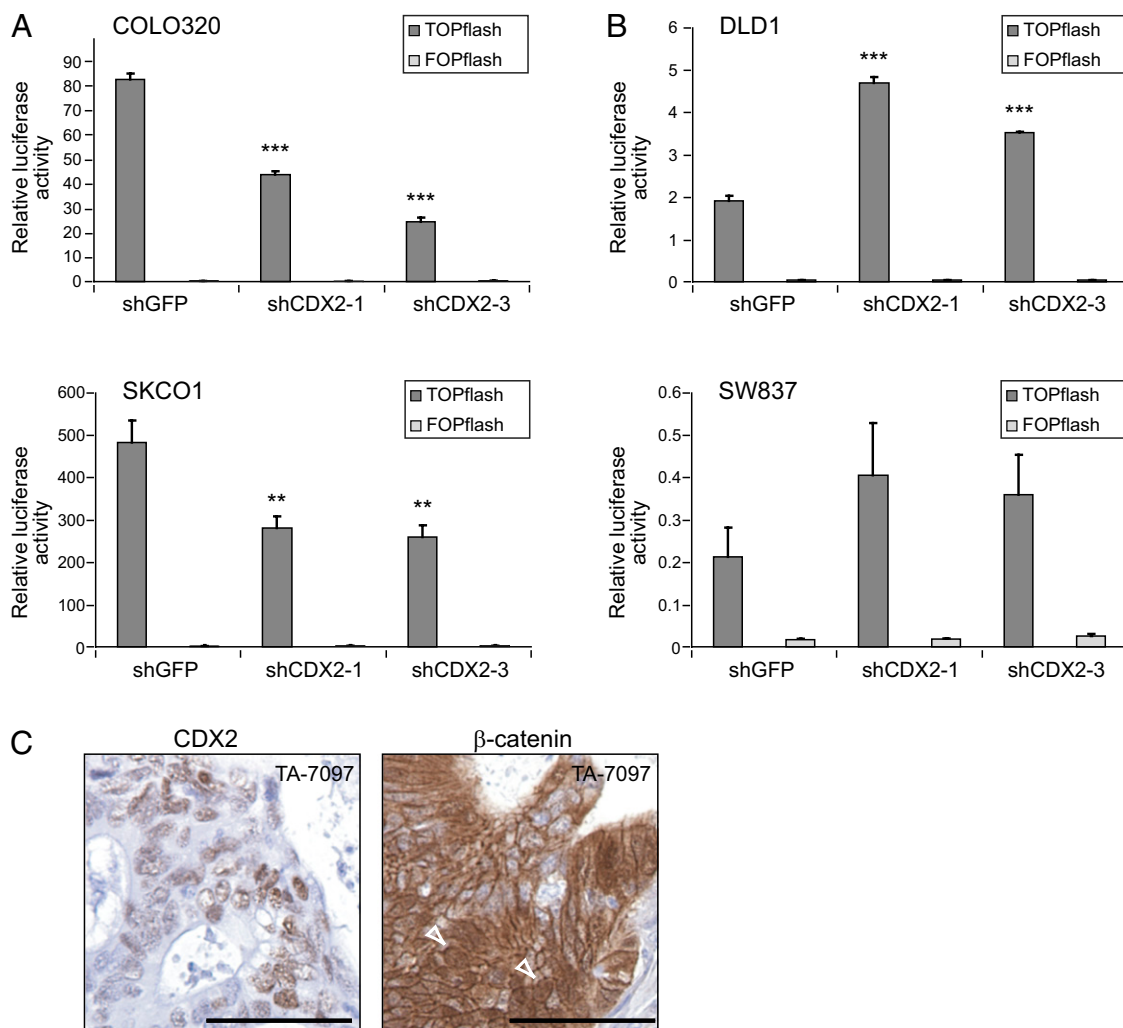 A
COLO320
TOPflash
FOPflash
Relative luciferase
activity
90
80
70
60
50
40
30
20
10
0
***
***
shGFP
shCDX2-1
shCDX2-3
B
DLD1
TOPflash
FOPflash
Relative luciferase
activity
6
5
4
3
2
1
0
***
***
shGFP
shCDX2-1
shCDX2-3
SKCO1
TOPflash
FOPflash
Relative luciferase
activity
600
500
400
300
200
100
0
**
**
shGFP
shCDX2-1
shCDX2-3
SW837
TOPflash
FOPflash
Relative luciferase
activity
0.6
0.5
0.4
0.3
0.2
0.1
0
shGFP
shCDX2-1
shCDX2-3
C
CDX2
TA-7097
β-catenin
TA-7097